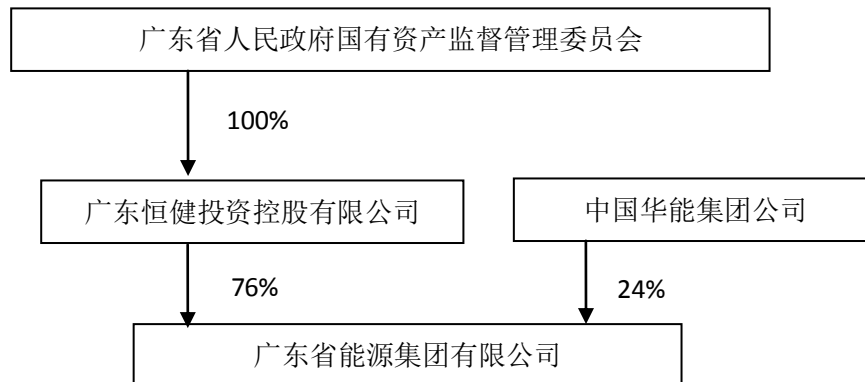 广东省人民政府国有资产监督管理委员会
100%
广东恒健投资控股有限公司
中国华能集团公司
76%
24%
广东省能源集团有限公司